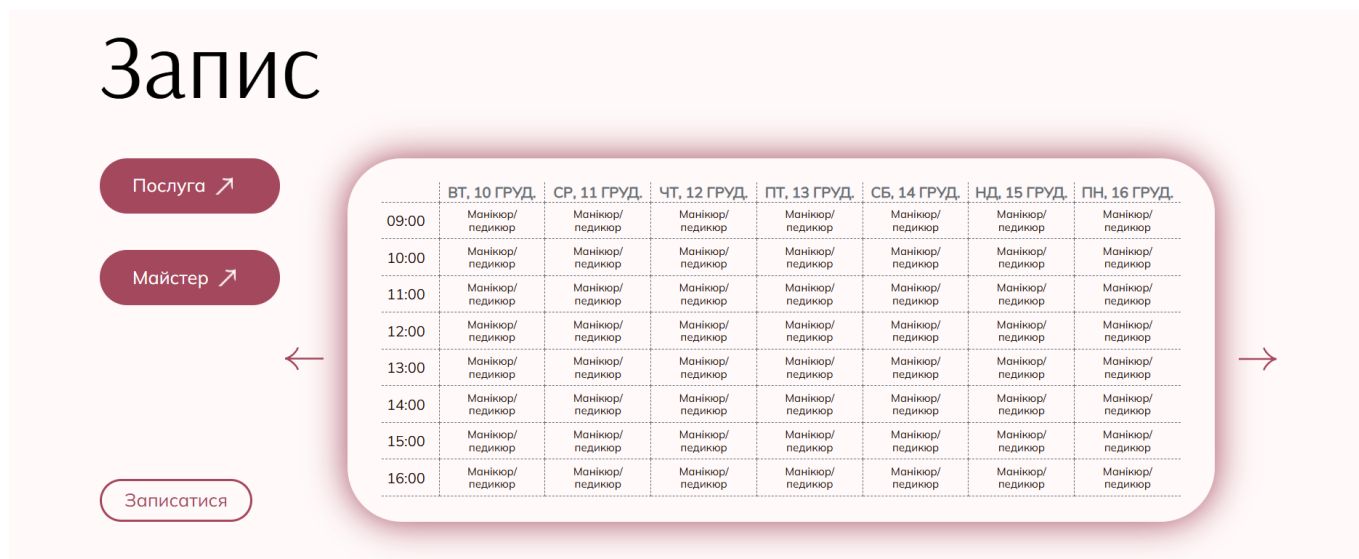 Запис
Послуга
Майстер
Записатися
ВТ, 10 ГРУД. СР, 11 ГРУД. ЧТ, 12 ГРУД. ПТ, 13 ГРУД. СБ, 14 ГРУД. НД, 15 ГРУД. ПН, 16 ГРУД.
09:00 Манікюр/ Манікюр/ Манікюр/ Манікюр/ Манікюр/ Манікюр/ Манікюр/
педикюр педикюр педикюр педикюр педикюр педикюр педикюр
10:00 Манікюр/ Манікюр/ Манікюр/ Манікюр/ Манікюр/ Манікюр/ Манікюр/
педикюр педикюр педикюр педикюр педикюр педикюр педикюр
11:00 Манікюр/ Манікюр/ Манікюр/ Манікюр/ Манікюр/ Манікюр/ Манікюр/
педикюр педикюр педикюр педикюр педикюр педикюр педикюр
12:00 Манікюр/ Манікюр/ Манікюр/ Манікюр/ Манікюр/ Манікюр/ Манікюр/
педикюр педикюр педикюр педикюр педикюр педикюр педикюр
13:00 Манікюр/ Манікюр/ Манікюр/ Манікюр/ Манікюр/ Манікюр/ Манікюр/
педикюр педикюр педикюр педикюр педикюр педикюр педикюр
14:00 Манікюр/ Манікюр/ Манікюр/ Манікюр/ Манікюр/ Манікюр/ Манікюр/
педикюр педикюр педикюр педикюр педикюр педикюр педикюр
15:00 Манікюр/ Манікюр/ Манікюр/ Манікюр/ Манікюр/ Манікюр/ Манікюр/
педикюр педикюр педикюр педикюр педикюр педикюр педикюр
16:00 Манікюр/ Манікюр/ Манікюр/ Манікюр/ Манікюр/ Манікюр/ Манікюр/
педикюр педикюр педикюр педикюр педикюр педикюр педикюр